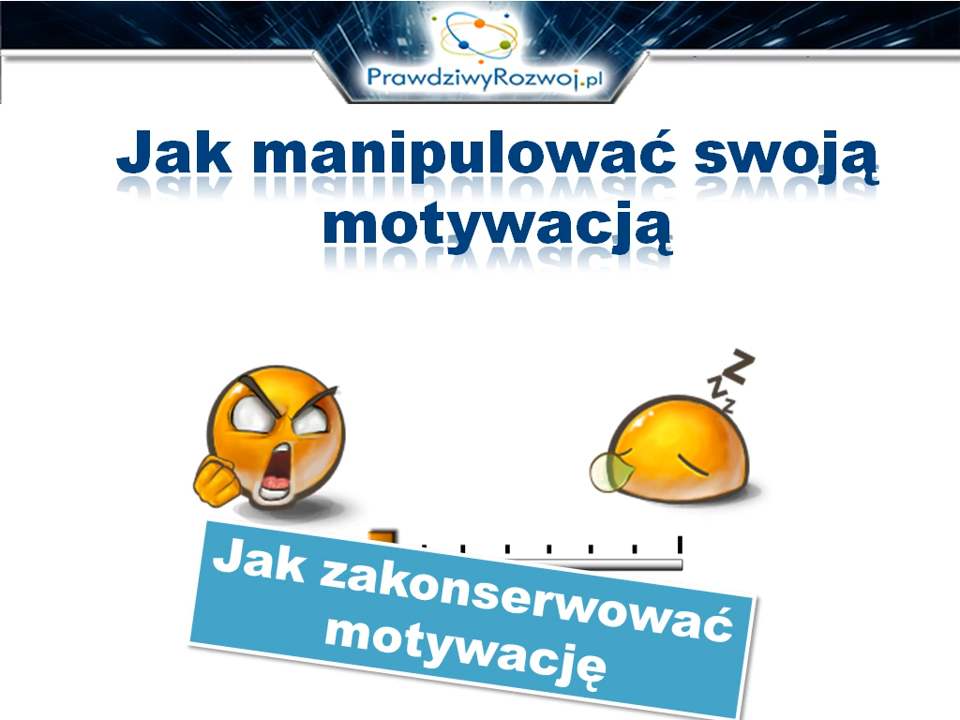 PrawdziwyRozwoj.pl
Jak manipulować swoją
motywacją
z
z
z
Jak zakonserwować
motywację